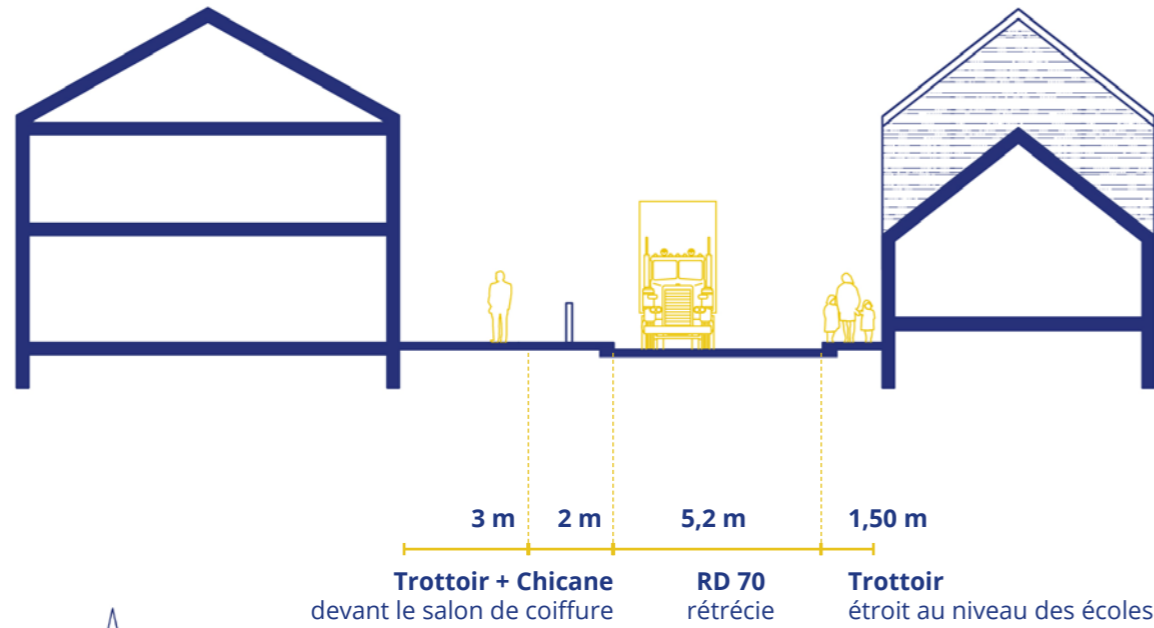 3 m 2 m 5,2 m 1,50 m
Trottoir + Chicane
devant le salon de coiffure
RD 70
rétrécie
Trottoir
étroit au niveau des écoles